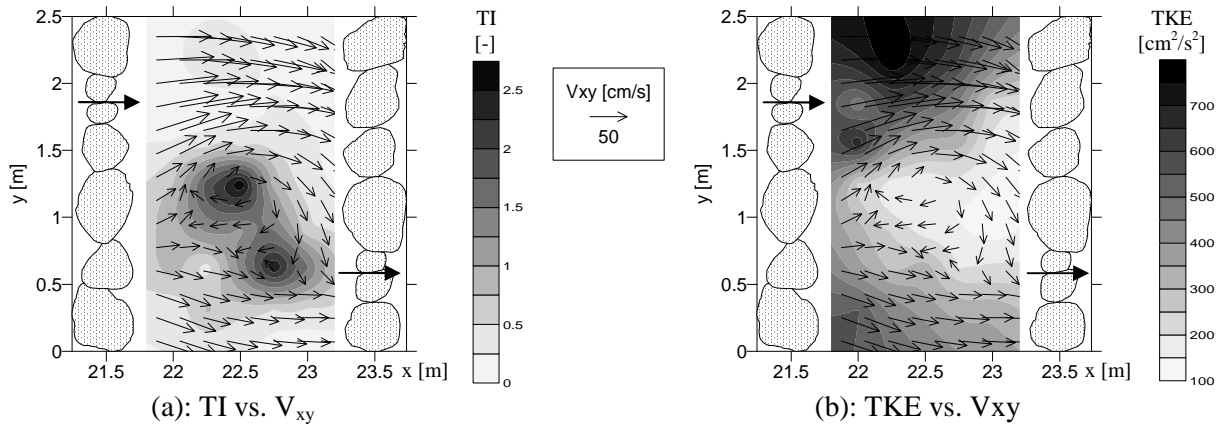 TI
[-]
2.5
2
1.5
1
0.5
0
2.5
2
1.5
1
0.5
0
y [m]
21.5 22 22.5 23 23.5 x [m]
(a): TI vs. Vxy
Vxy [cm/s]
50
TKE
[cm²/s²]
700
600
500
400
300
200
100
2.5
2
1.5
1
0.5
0
y [m]
21.5 22 22.5 23 23.5 x [m]
(b): TKE vs. Vxy